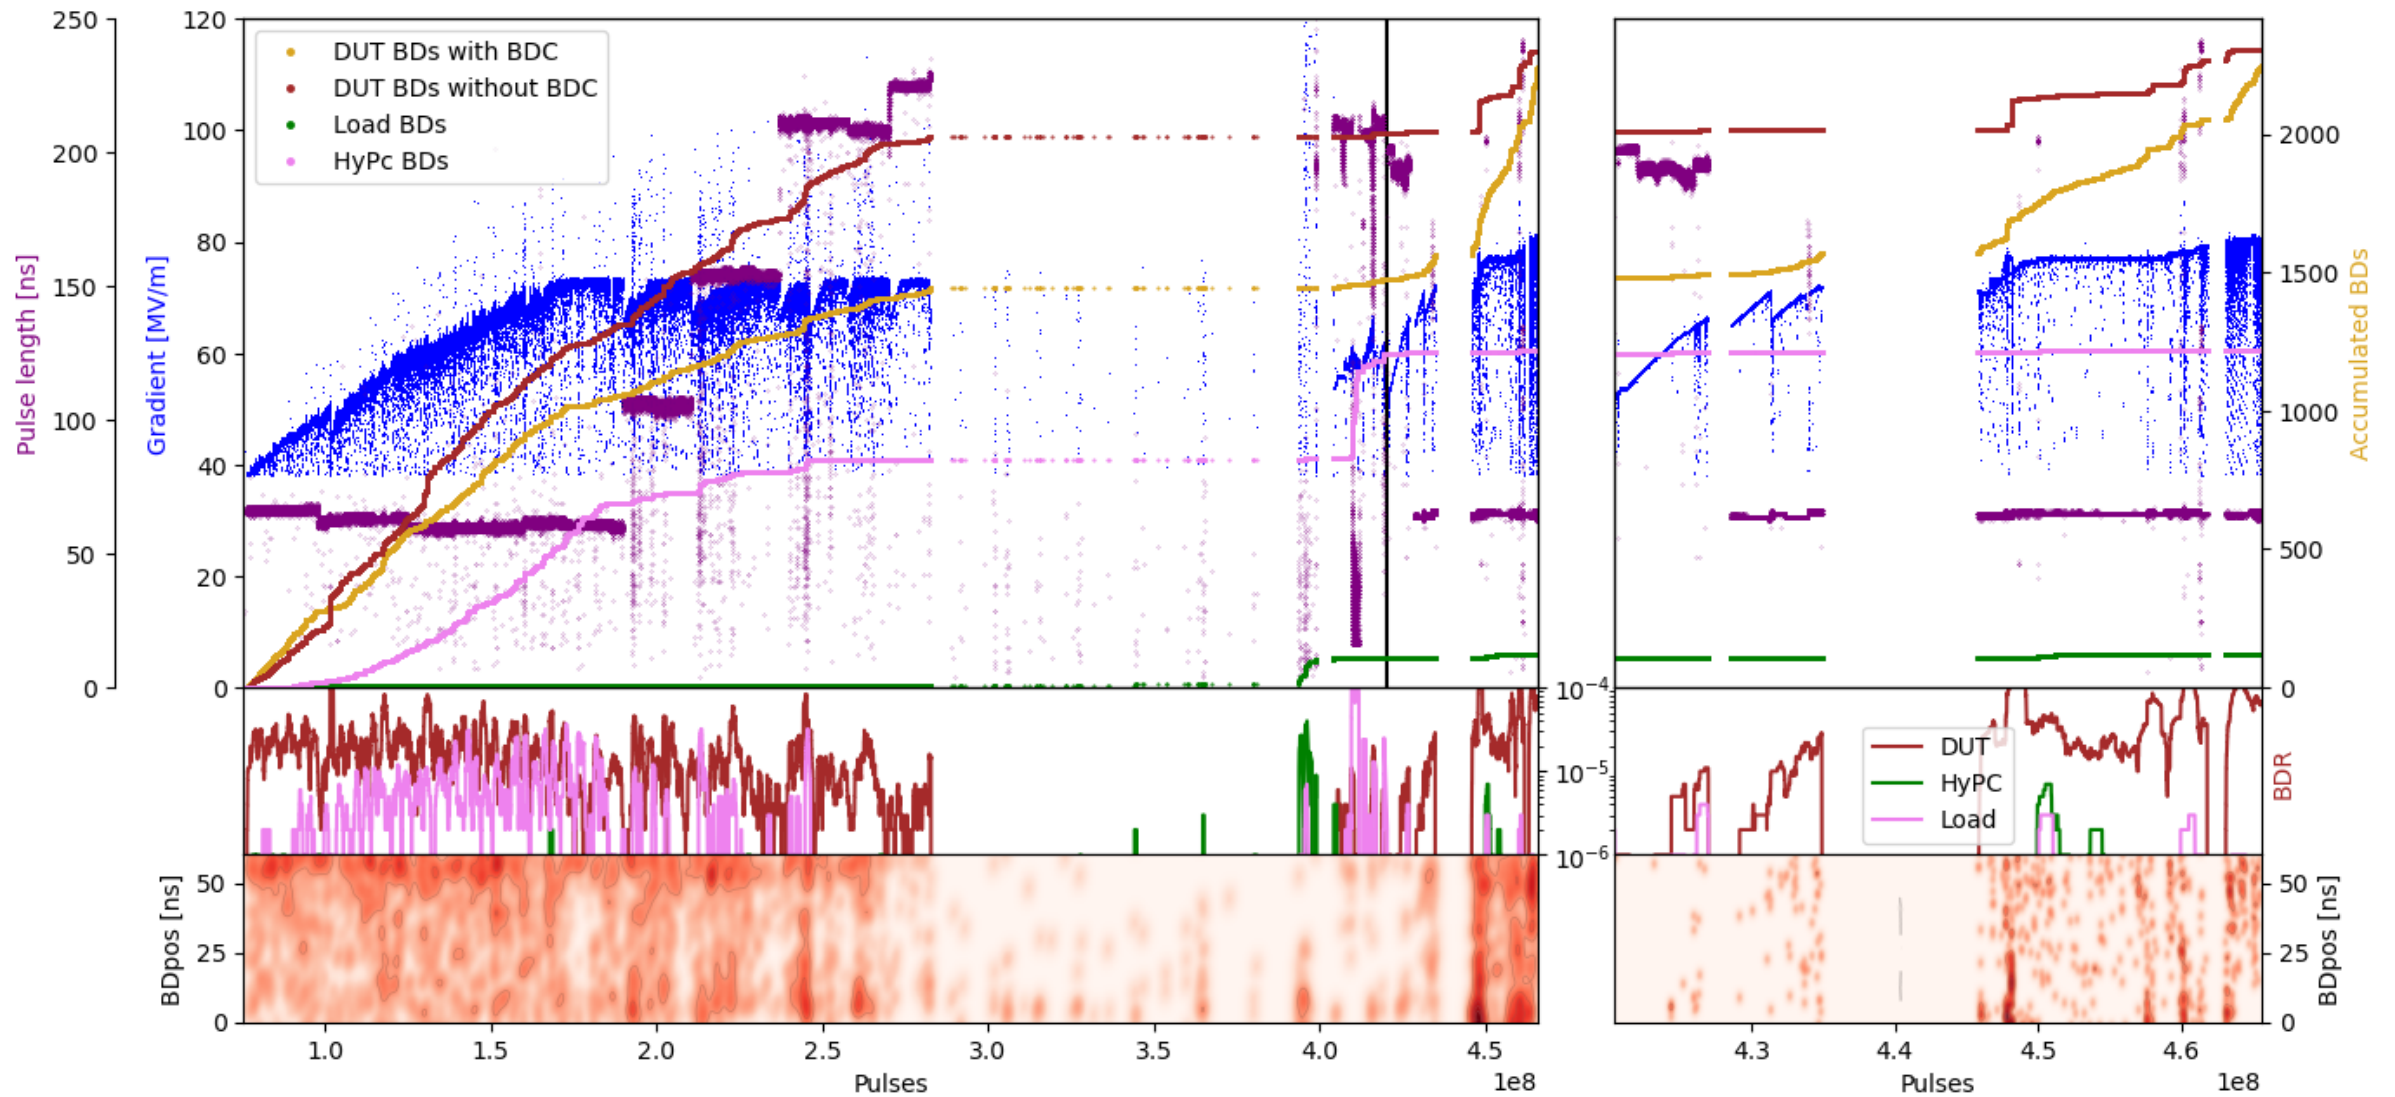 250
200
150
100
50
0
Pulse length [ns]
120
100
80
60
40
20
0
Gradient [MV/m]
DUT BDs with BDC
DUT BDs without BDC
Load BDs
HyPc BDs
2000
1500
1000
500
0
Accumulated BDs
10⁻⁴
10⁻⁵
10⁻⁶
DUT
HyPC
Load
BDR
50
25
0
BDpos [ns]
50
25
0
BDpos [ns]
1.0 1.5 2.0 2.5 3.0 3.5 4.0 4.5
Pulses
1e8
4.3 4.4 4.5 4.6
Pulses
1e8